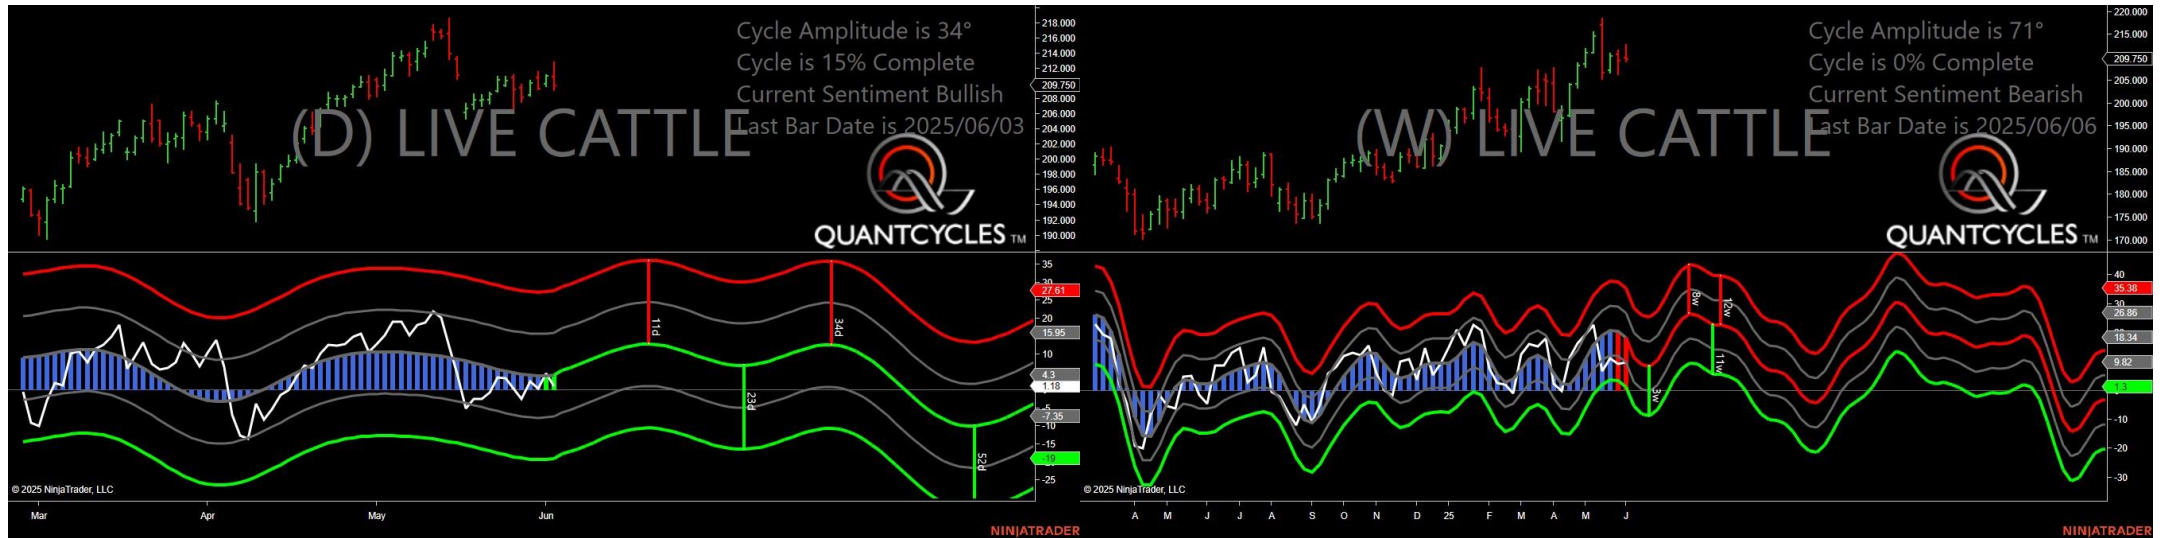 Cycle Amplitude is 34°
Cycle is 15% Complete
Current Sentiment Bullish
Last Bar Date is 2025/06/03
(D) LIVE CATTLE
QUANTCYCLES TM
218.000
216.000
214.000
212.000
209.750
208.000
206.000
204.000
202.000
200.000
198.000
196.000
194.000
192.000
190.000
35
27.61
25
20
15.95
10
4.3
1.18
-5
-7.35
-10
-15
-19
-25
11d
34d
23d
52d
© 2025 NinjaTrader, LLC
Mar Apr May Jun
NINJATRADER
Cycle Amplitude is 71°
Cycle is 0% Complete
Current Sentiment Bearish
Last Bar Date is 2025/06/06
(W) LIVE CATTLE
QUANTCYCLES TM
220.000
215.000
209.750
205.000
200.000
195.000
190.000
185.000
180.000
175.000
170.000
40
35.38
30
26.86
18.34
9.82
1.3
-10
-20
-30
8w
12w
11w
3w
© 2025 NinjaTrader, LLC
A M J J A S O N D 25 F M A M J
NINJATRADER